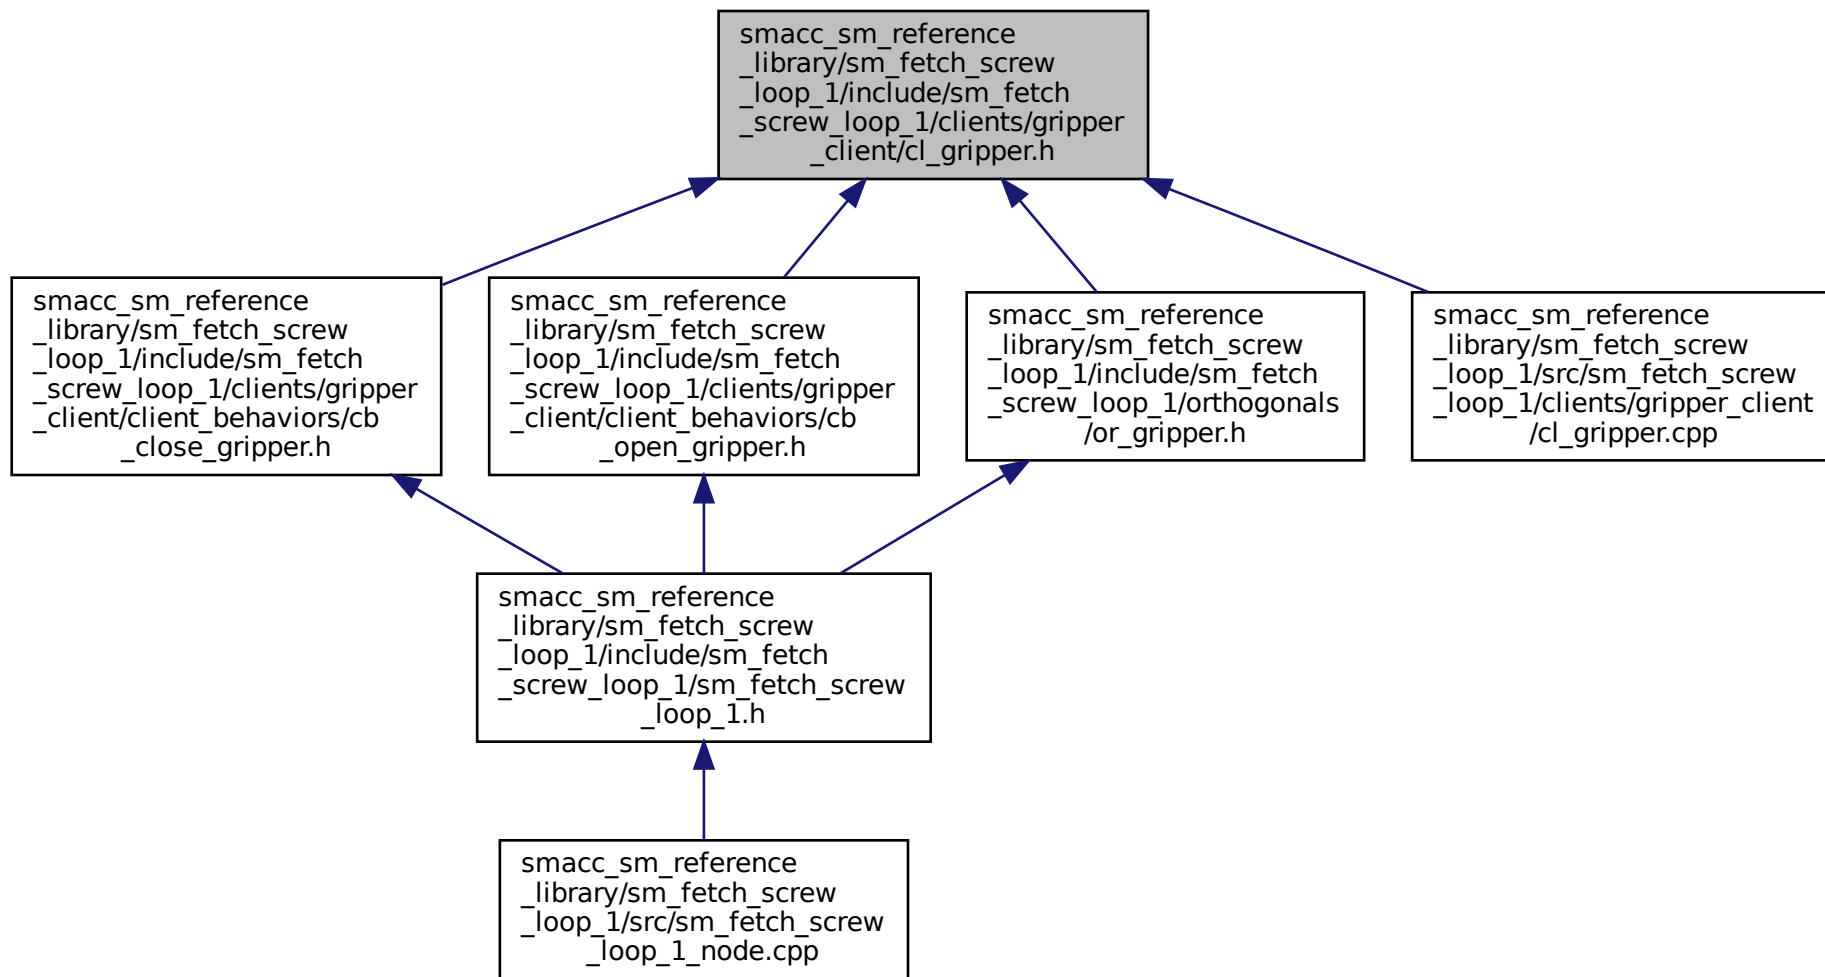 smacc_sm_reference
_library/sm_fetch_screw
_loop_1/include/sm_fetch
_screw_loop_1/clients/gripper
_client/cl_gripper.h
smacc_sm_reference
_library/sm_fetch_screw
_loop_1/include/sm_fetch
_screw_loop_1/clients/gripper
_client/client_behaviors/cb
_close_gripper.h
smacc_sm_reference
_library/sm_fetch_screw
_loop_1/include/sm_fetch
_screw_loop_1/clients/gripper
_client/client_behaviors/cb
_open_gripper.h
smacc_sm_reference
_library/sm_fetch_screw
_loop_1/include/sm_fetch
_screw_loop_1/orthogonals
/or_gripper.h
smacc_sm_reference
_library/sm_fetch_screw
_loop_1/src/sm_fetch_screw
_loop_1/clients/gripper_client
/cl_gripper.cpp
smacc_sm_reference
_library/sm_fetch_screw
_loop_1/include/sm_fetch
_screw_loop_1/sm_fetch_screw
_loop_1.h
smacc_sm_reference
_library/sm_fetch_screw
_loop_1/src/sm_fetch_screw
_loop_1_node.cpp